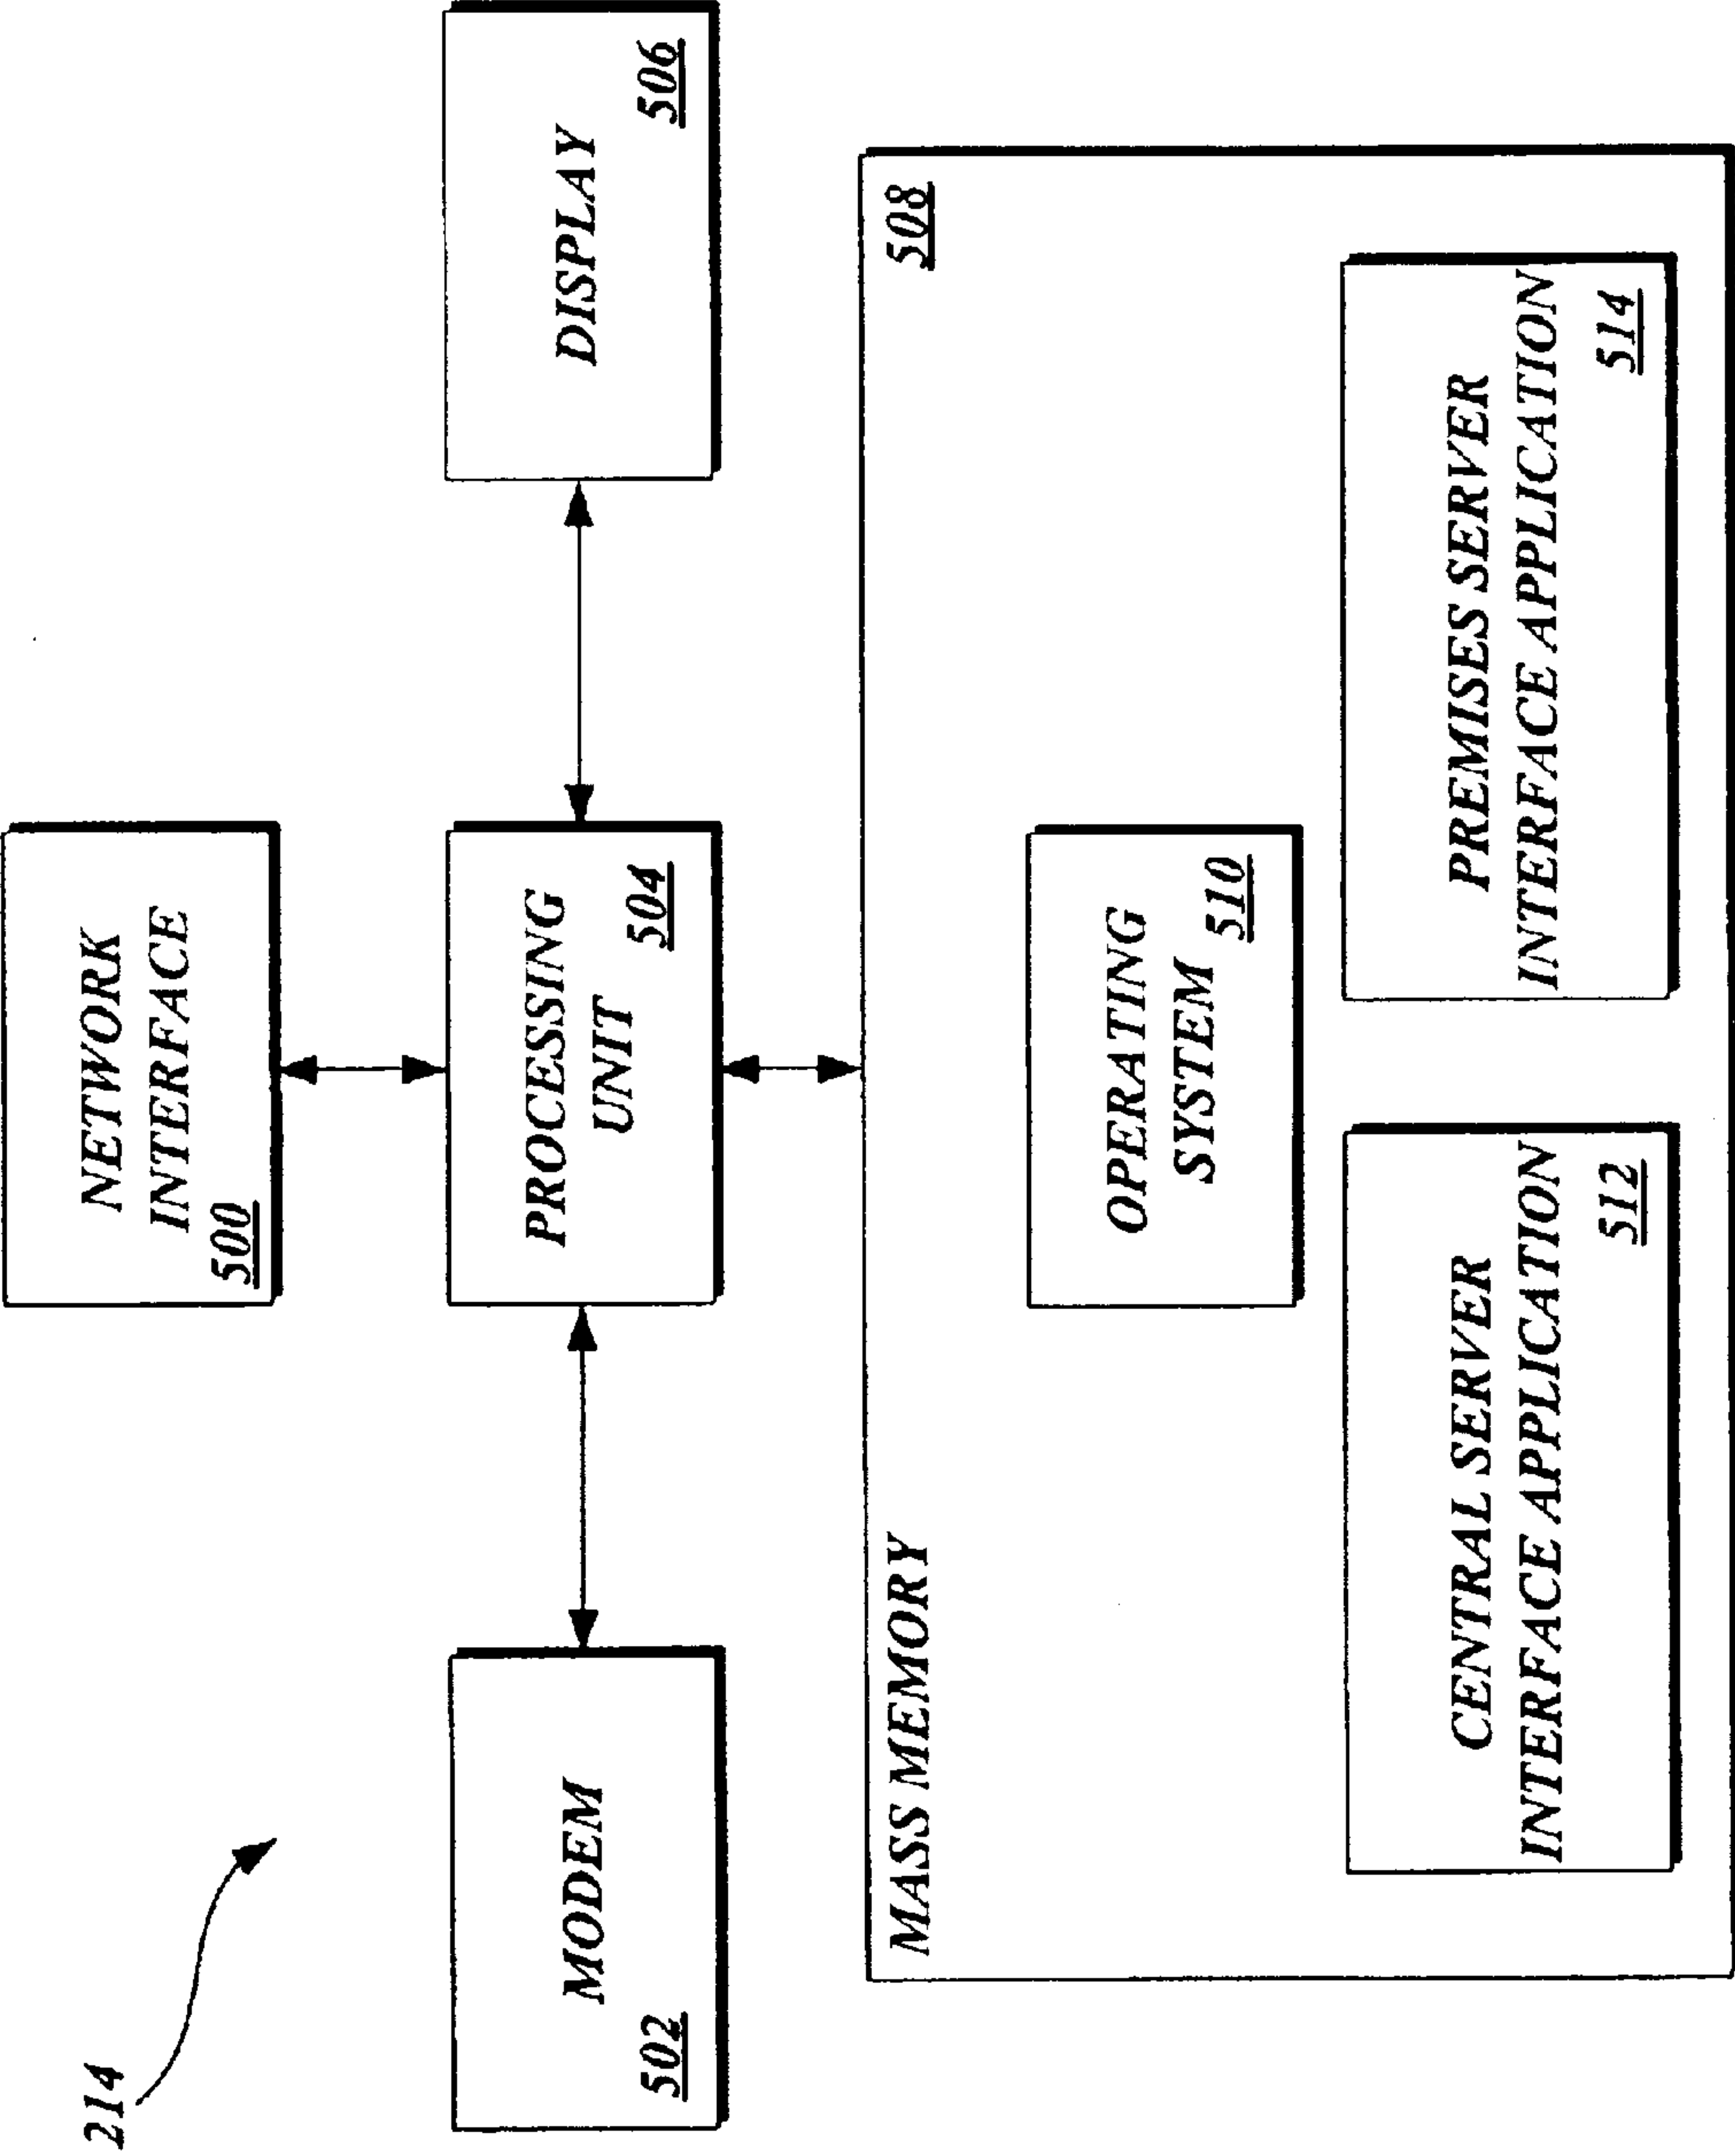 214
NETWORK
INTERFACE
500
MODEM
502
PROCESSING
UNIT
504
DISPLAY
506
MASS MEMORY
508
OPERATING
SYSTEM
510
CENTRAL SERVER
INTERFACE APPLICATION
512
PREMISES SERVER
INTERFACE APPLICATION
514